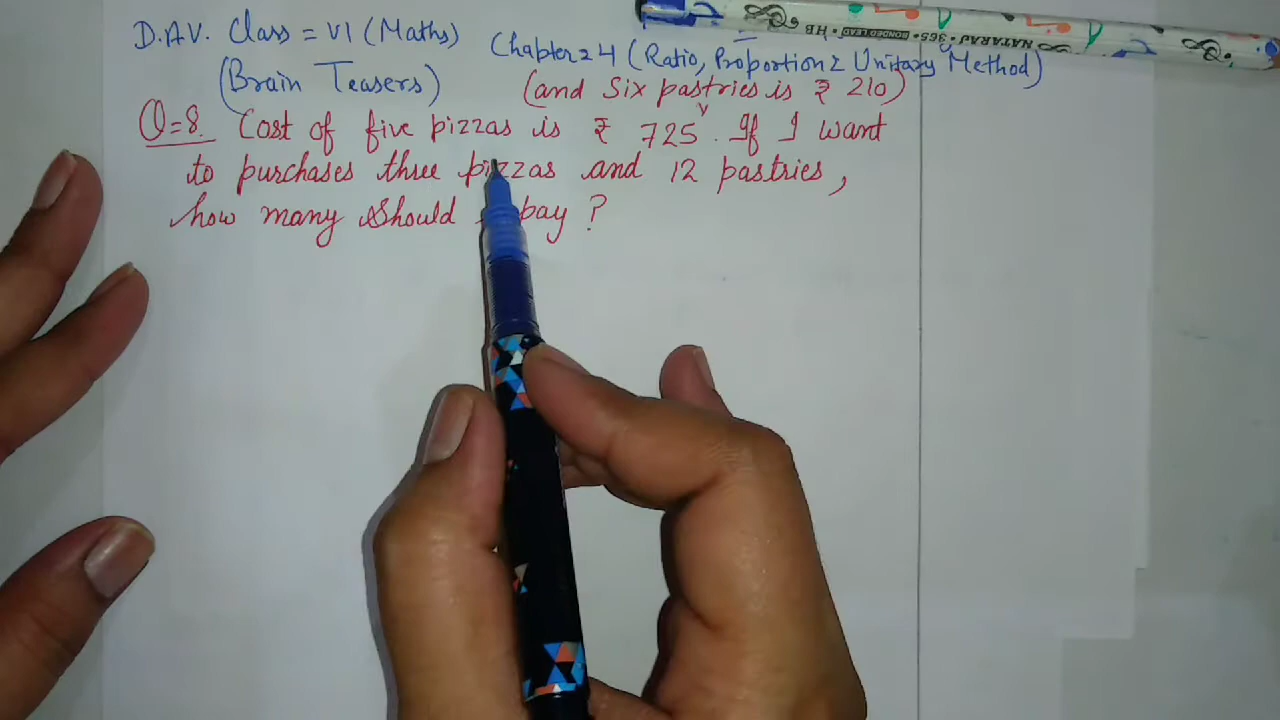 D.A.V. Class = VI (Maths)
Chapter = 4 (Ratio, Proportion & Unitary Method)
(Brain Teasers)
(and Six pastries is ₹ 210)
Q=8. Cost of five pizzas is ₹ 725. If I want
to purchases three pizzas and 12 pastries,
how many should pay ?
NATARAJ • 365 • BONDED LEAD • HB